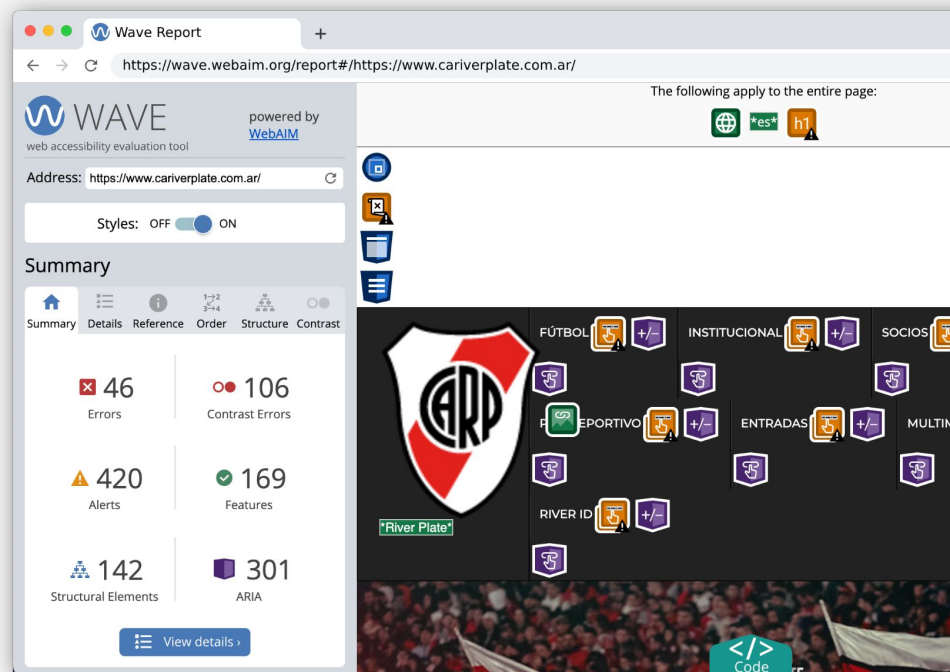 Wave Report
https://wave.webaim.org/report#/https://www.cariverplate.com.ar/
WAVE
web accessibility evaluation tool
powered by
WebAIM
Address: https://www.cariverplate.com.ar/
Styles: OFF ON
Summary
Summary Details Reference Order Structure Contrast
46
Errors
106
Contrast Errors
420
Alerts
169
Features
142
Structural Elements
301
ARIA
View details ›
The following apply to the entire page:
*es* h1
CARP
*River Plate*
FÚTBOL +/- INSTITUCIONAL +/- SOCIOS
EPORTIVO +/- ENTRADAS +/- MULTIM
RIVER ID +/-
</>
Code